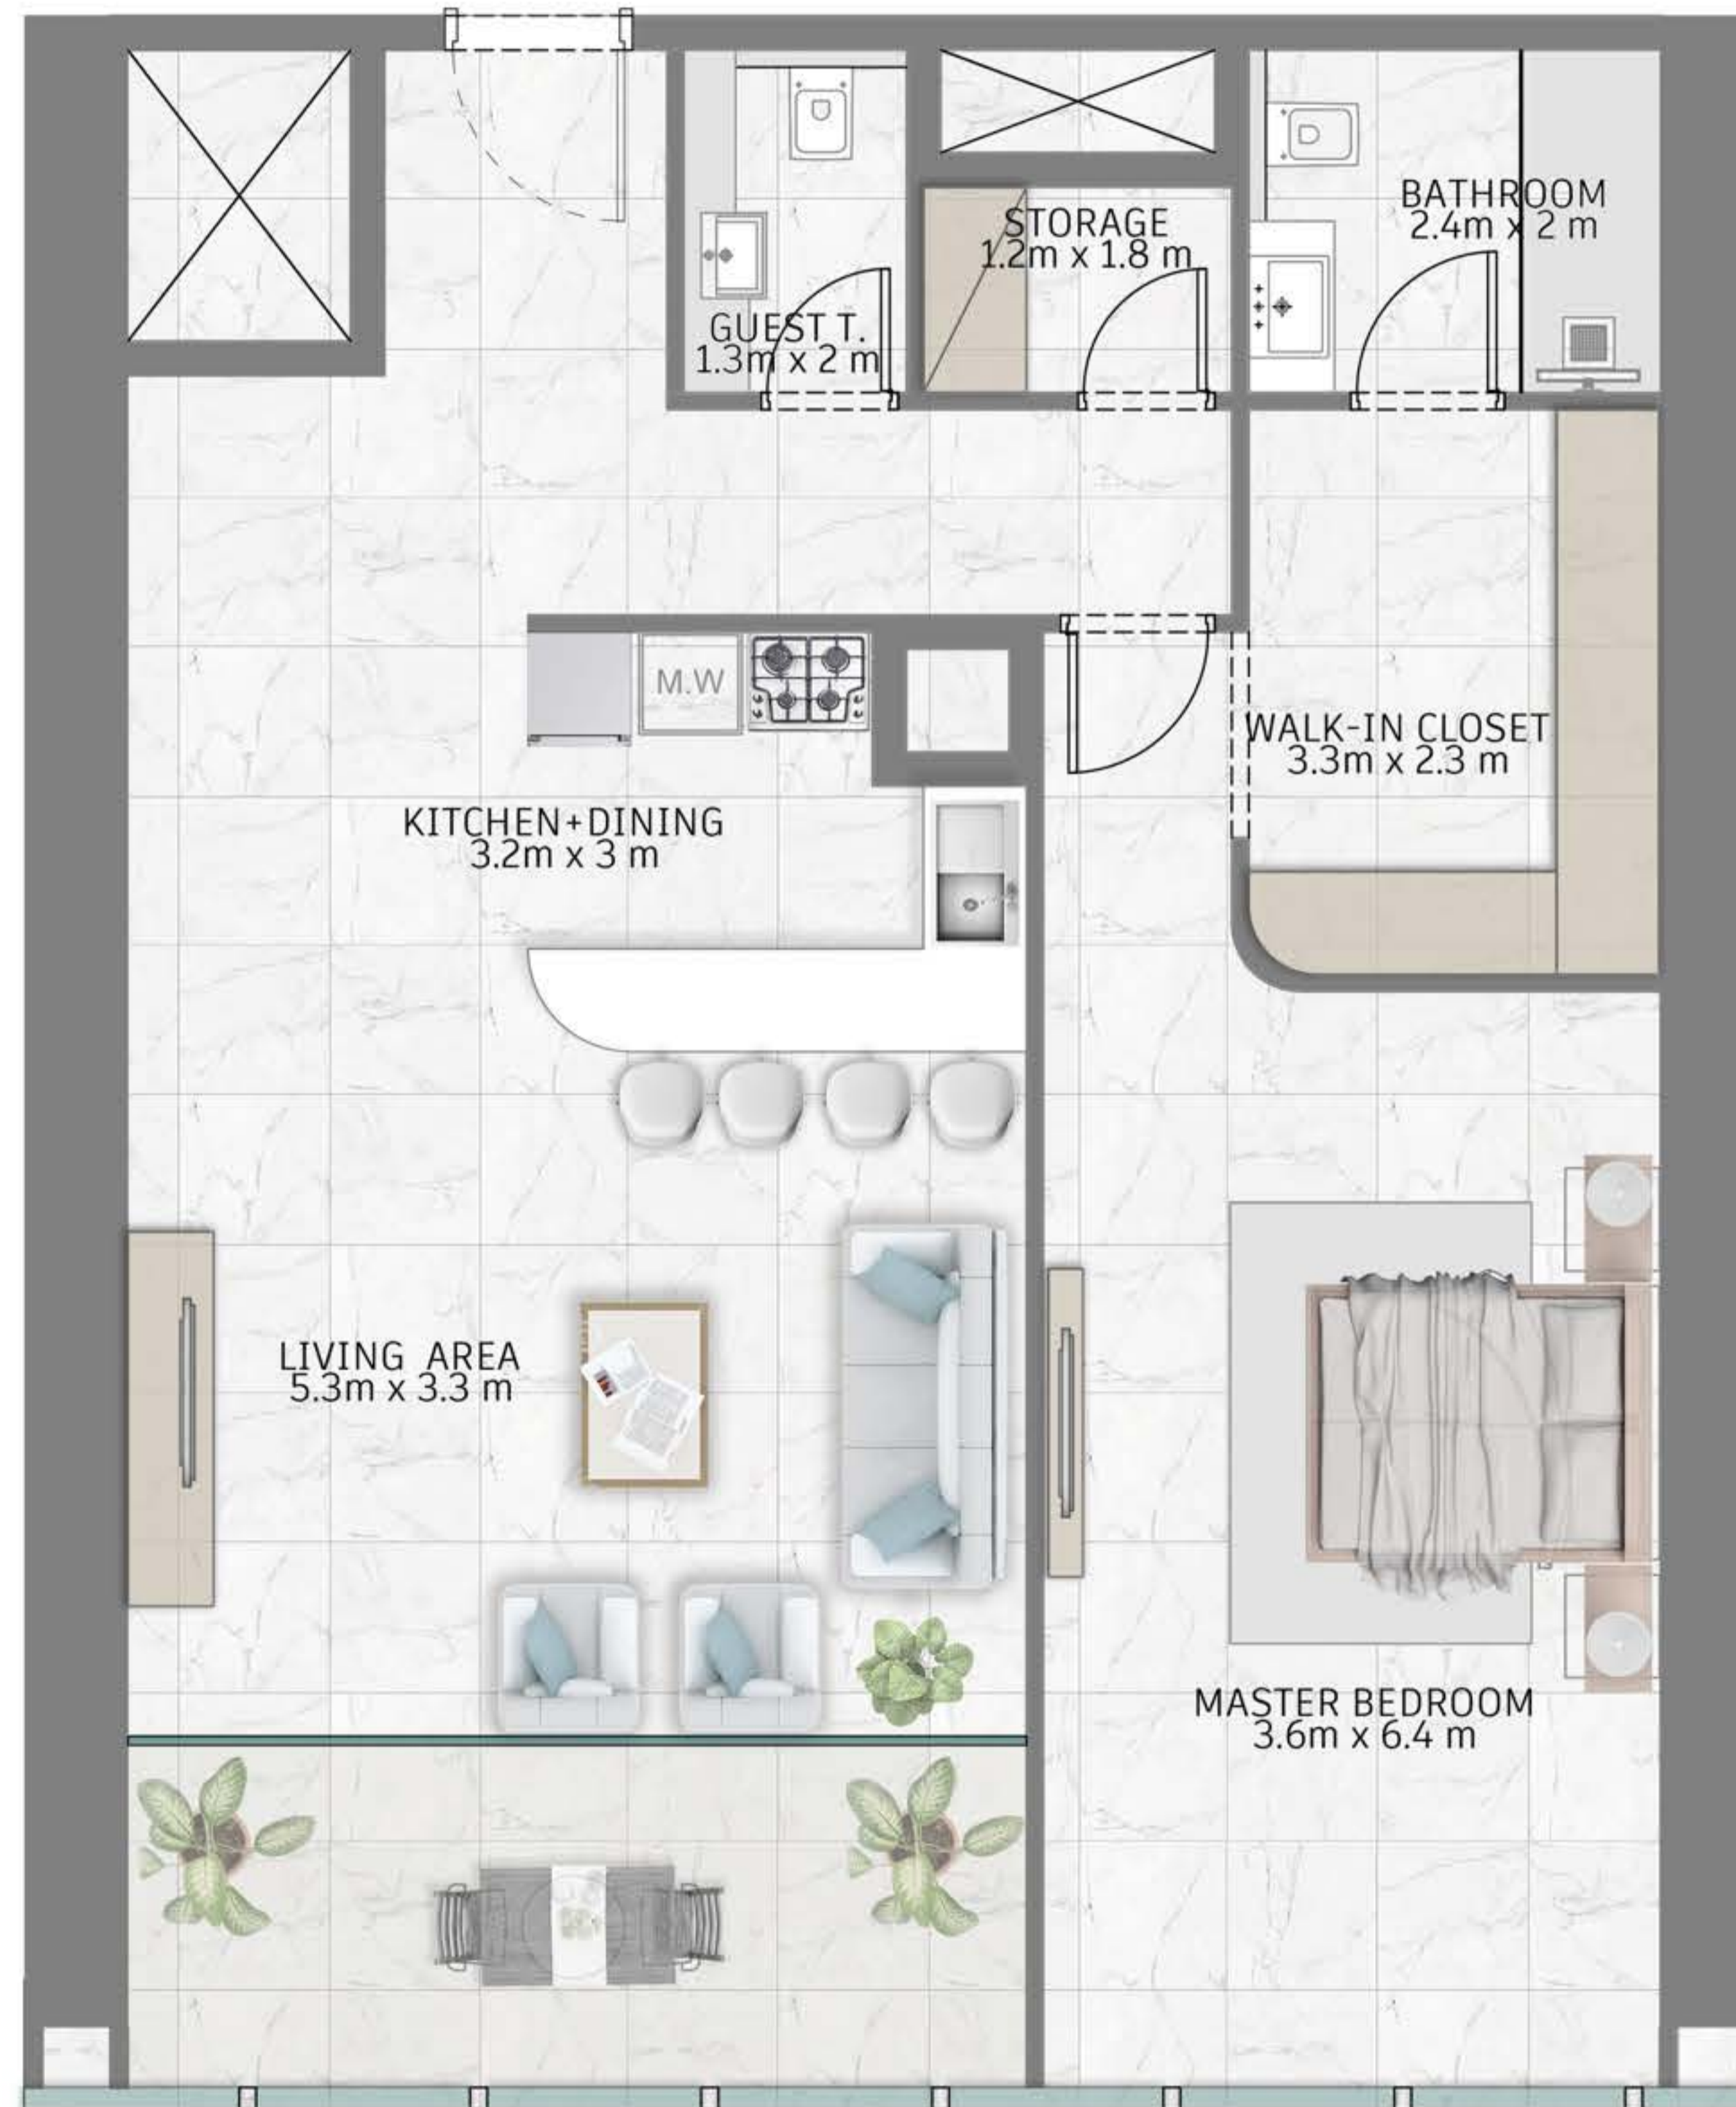 BATHROOM
2.4m x 2 m
STORAGE
1.2m x 1.8 m
GUEST T.
1.3m x 2 m
M.W
WALK-IN CLOSET
3.3m x 2.3 m
KITCHEN+DINING
3.2m x 3 m
LIVING AREA
5.3m x 3.3 m
MASTER BEDROOM
3.6m x 6.4 m